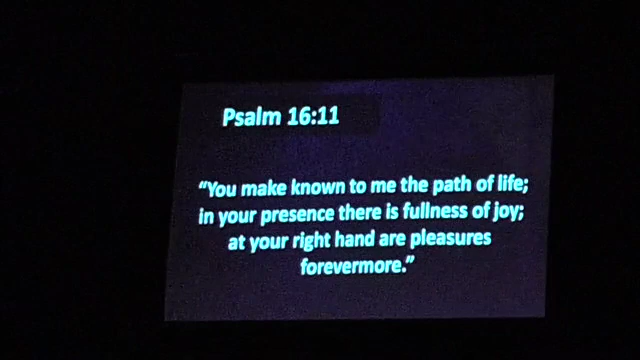 Psalm 16:11
“You make known to me the path of life;
in your presence there is fullness of joy;
at your right hand are pleasures
forevermore.”